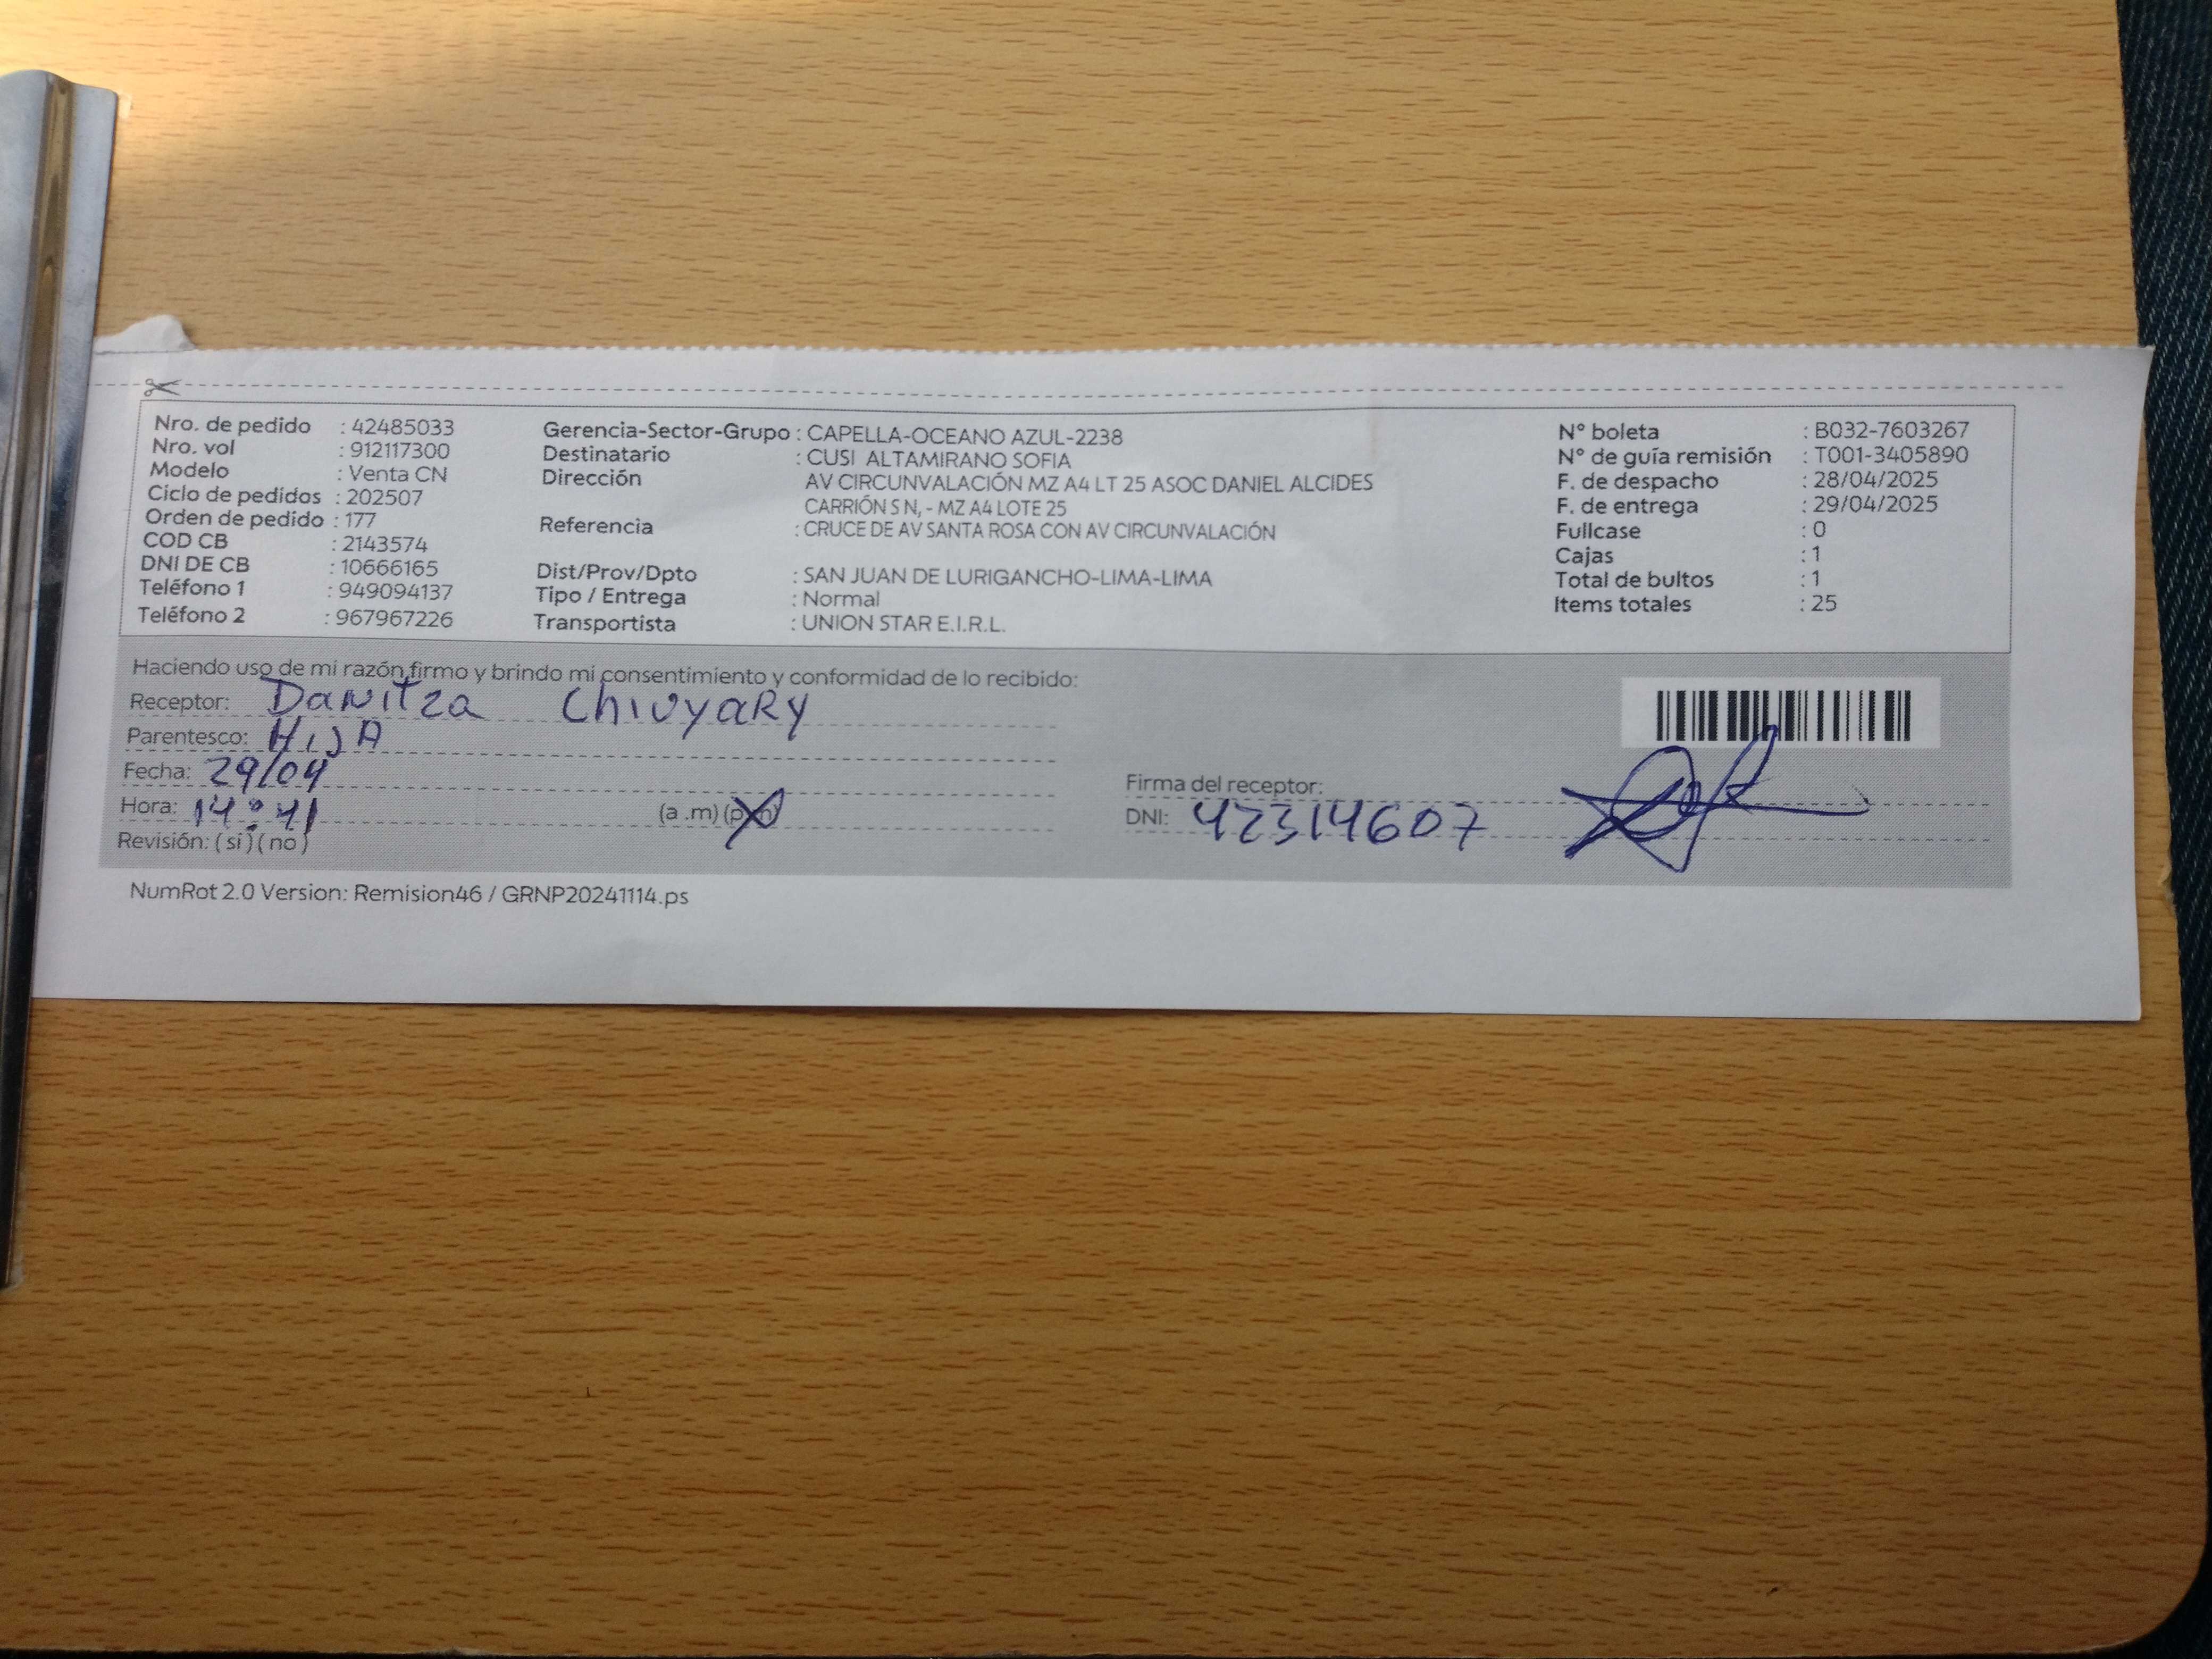 Nro. de pedido : 42485033
Nro. vol : 912117300
Modelo : Venta CN
Ciclo de pedidos : 202507
Orden de pedido : 177
COD CB : 2143574
DNI DE CB : 10666165
Teléfono 1 : 949094137
Teléfono 2 : 967967226
Gerencia-Sector-Grupo : CAPELLA-OCEANO AZUL-2238
Destinatario : CUSI ALTAMIRANO SOFIA
Dirección AV CIRCUNVALACIÓN MZ A4 LT 25 ASOC DANIEL ALCIDES
CARRIÓN S N, - MZ A4 LOTE 25
Referencia : CRUCE DE AV SANTA ROSA CON AV CIRCUNVALACIÓN
Dist/Prov/Dpto : SAN JUAN DE LURIGANCHO-LIMA-LIMA
Tipo / Entrega : Normal
Transportista : UNION STAR E.I.R.L.
N° boleta : B032-7603267
N° de guía remisión : T001-3405890
F. de despacho : 28/04/2025
F. de entrega : 29/04/2025
Fullcase : 0
Cajas : 1
Total de bultos : 1
Items totales : 25
Haciendo uso de mi razón, firmo y brindo mi consentimiento y conformidad de lo recibido:
Receptor: Danitza Chiuyary
Parentesco: HIJA
Fecha: 29/04
Hora: 14:41 (a .m) (p.m)
Revisión: (si) (no)
Firma del receptor:
DNI: 42314607
NumRot 2.0 Version: Remision46 / GRNP20241114.ps